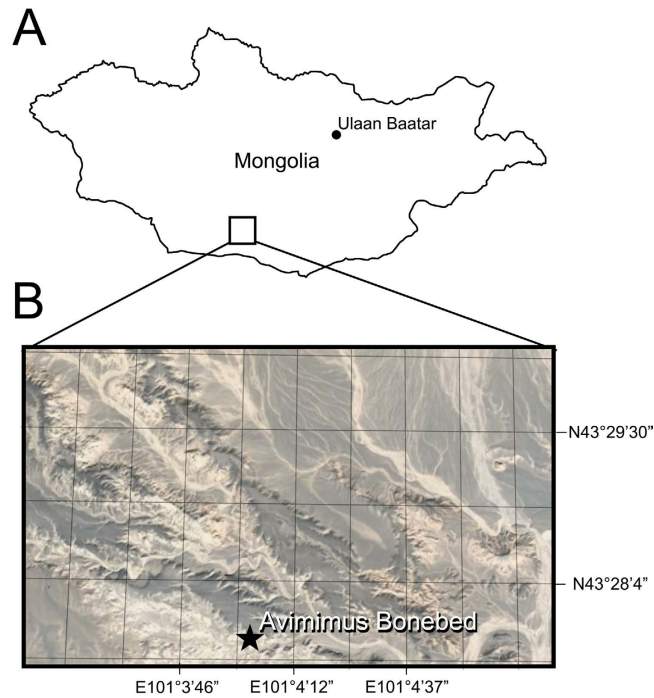 A
Ulaan Baatar
Mongolia
B
N43°29’30”
N43°28’4”
Avimimus Bonebed
E101°3’46”
E101°4’12”
E101°4’37”